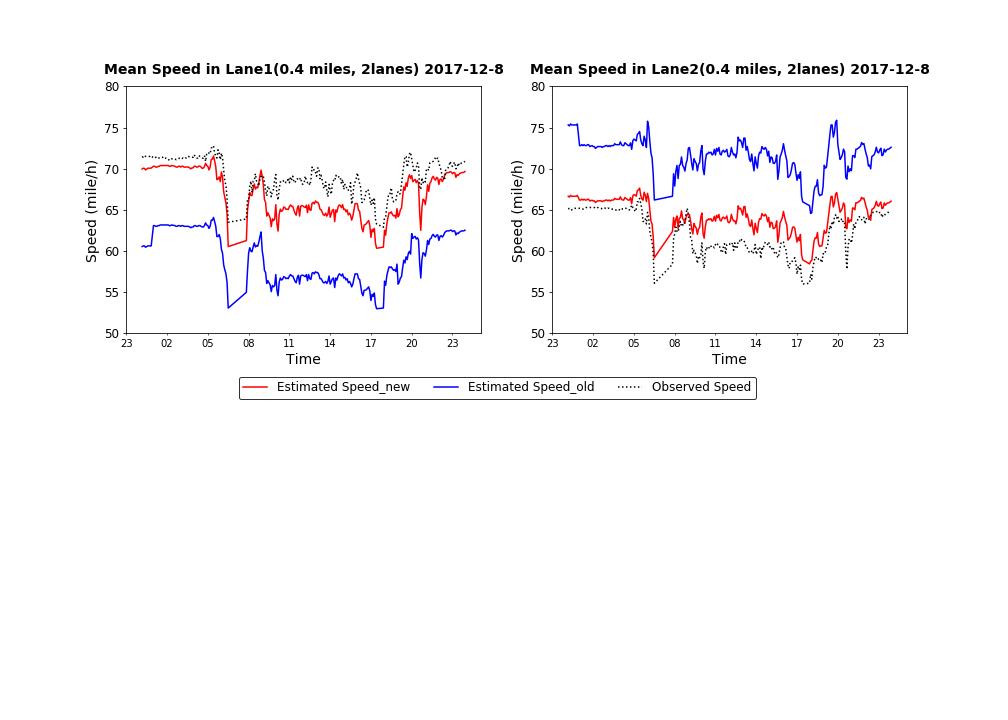 Mean Speed in Lane1(0.4 miles, 2lanes) 2017-12-8
80
75
70
65
60
55
50
Speed (mile/h)
23 02 05 08 11 14 17 20 23
Time
Mean Speed in Lane2(0.4 miles, 2lanes) 2017-12-8
80
75
70
65
60
55
50
Speed (mile/h)
23 02 05 08 11 14 17 20 23
Time
Estimated Speed_new Estimated Speed_old Observed Speed